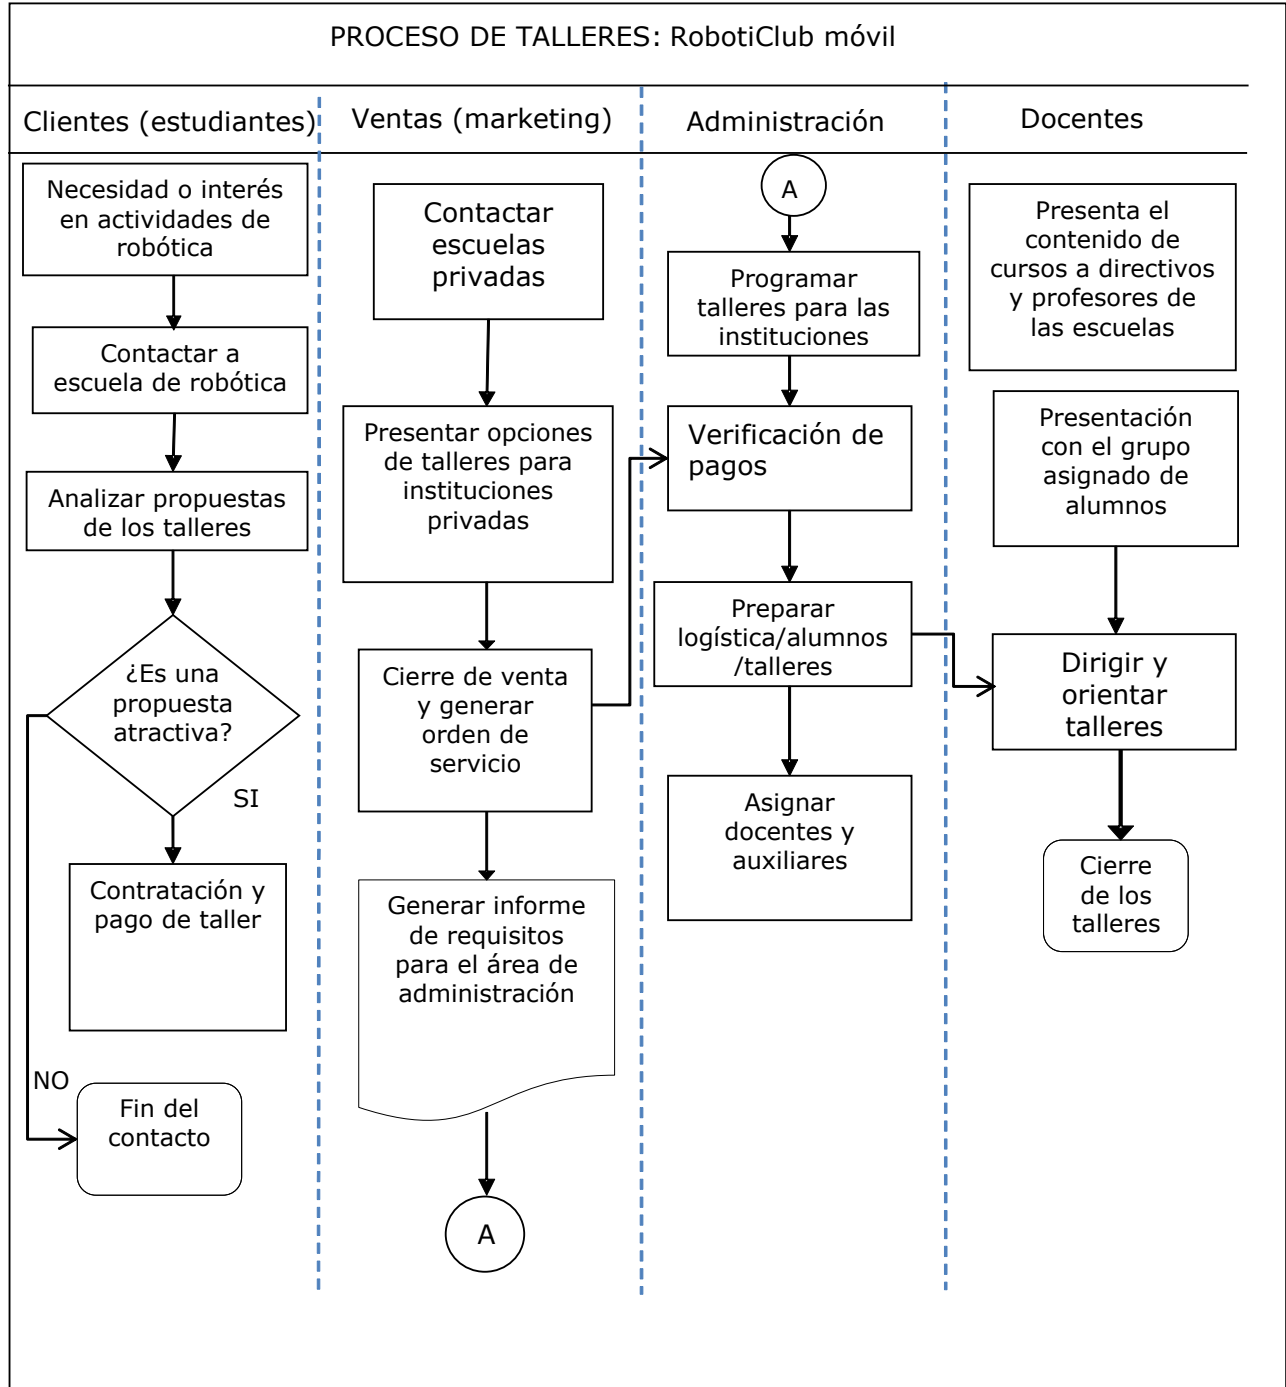 PROCESO DE TALLERES: RobotiClub móvil
Clientes (estudiantes)
Ventas (marketing)
Administración
Docentes
Necesidad o interés
en actividades de
robótica
Contactar a
escuela de robótica
Analizar propuestas
de los talleres
¿Es una
propuesta
atractiva?
SI
Contratación y
pago de taller
NO
Fin del
contacto
Contactar
escuelas
privadas
Presentar opciones
de talleres para
instituciones
privadas
Cierre de venta
y generar
orden de
servicio
Generar informe
de requisitos
para el área de
administración
A
A
Programar
talleres para las
instituciones
Verificación de
pagos
Preparar
logística/alumnos
/talleres
Asignar
docentes y
auxiliares
Presenta el
contenido de
cursos a directivos
y profesores de
las escuelas
Presentación
con el grupo
asignado de
alumnos
Dirigir y
orientar
talleres
Cierre
de los
talleres